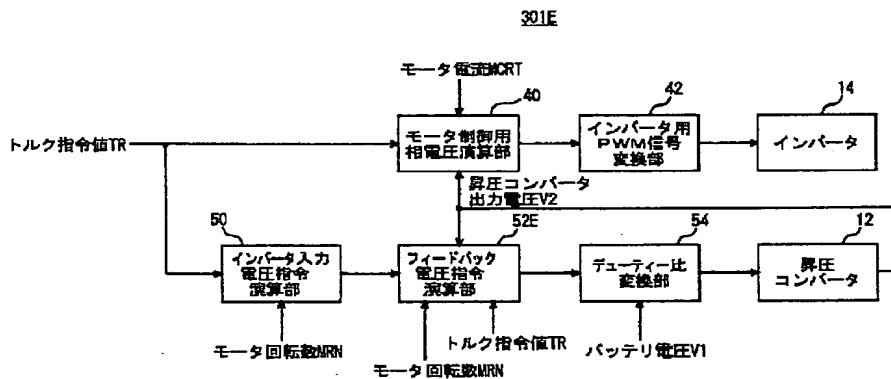 301E
モータ電流MCRT
40
42
14
トルク指令値TR
モータ制御用
相電圧演算部
インバータ用
PWM信号
変換部
インバータ
昇圧コンバータ
出力電圧V2
50
52E
54
12
インバータ入力
電圧指令
演算部
フィードバック
電圧指令
演算部
デューティー比
変換部
昇圧
コンバータ
モータ回転数MRN
トルク指令値TR
モータ回転数MRN
バッテリ電圧V1